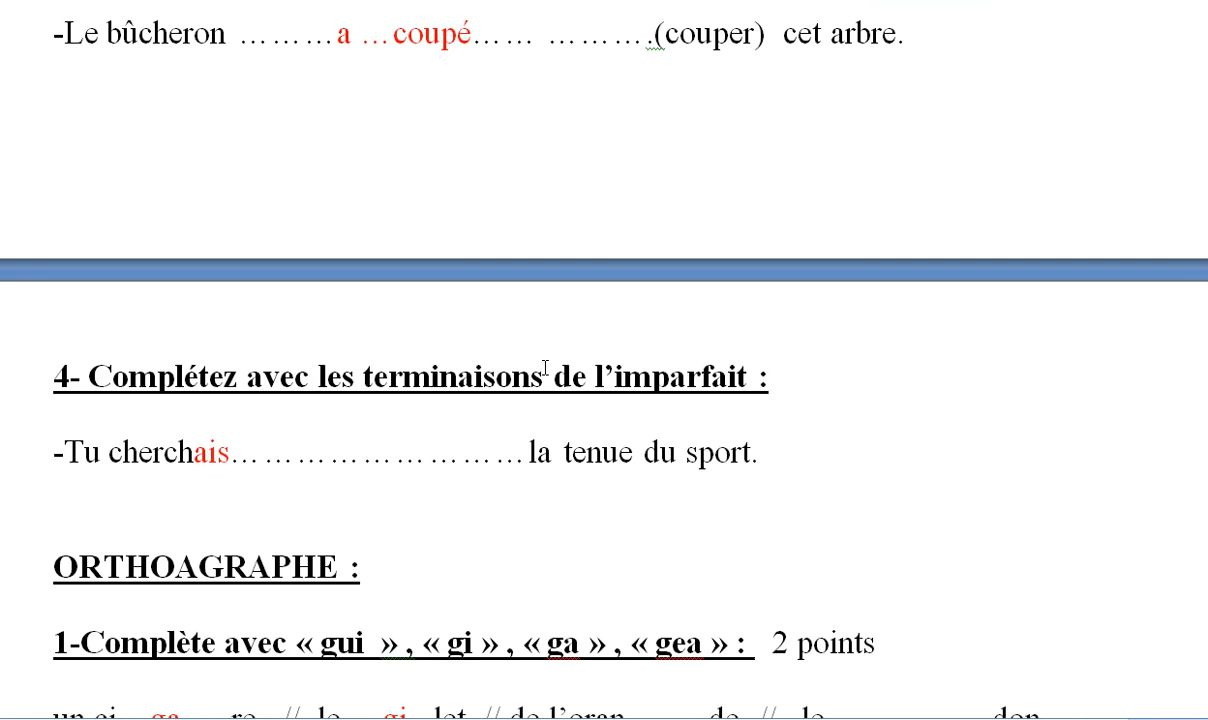 -Le bûcheron ………a …coupé…… ……….(couper) cet arbre.
4- Complétez avec les terminaisons de l’imparfait :
-Tu cherchais………………………la tenue du sport.
ORTHOAGRAPHE :
1-Complète avec « gui », « gi », « ga », « gea » : 2 points